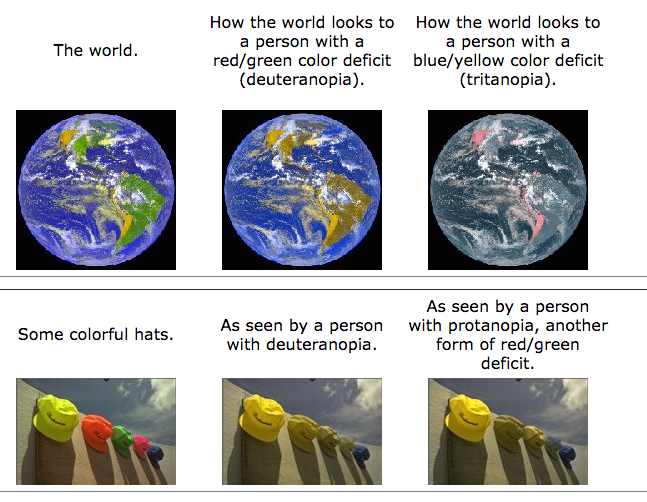 The world.
How the world looks to
a person with a
red/green color deficit
(deuteranopia).
How the world looks to
a person with a
blue/yellow color deficit
(tritanopia).
Some colorful hats.
As seen by a person
with deuteranopia.
As seen by a person
with protanopia, another
form of red/green
deficit.